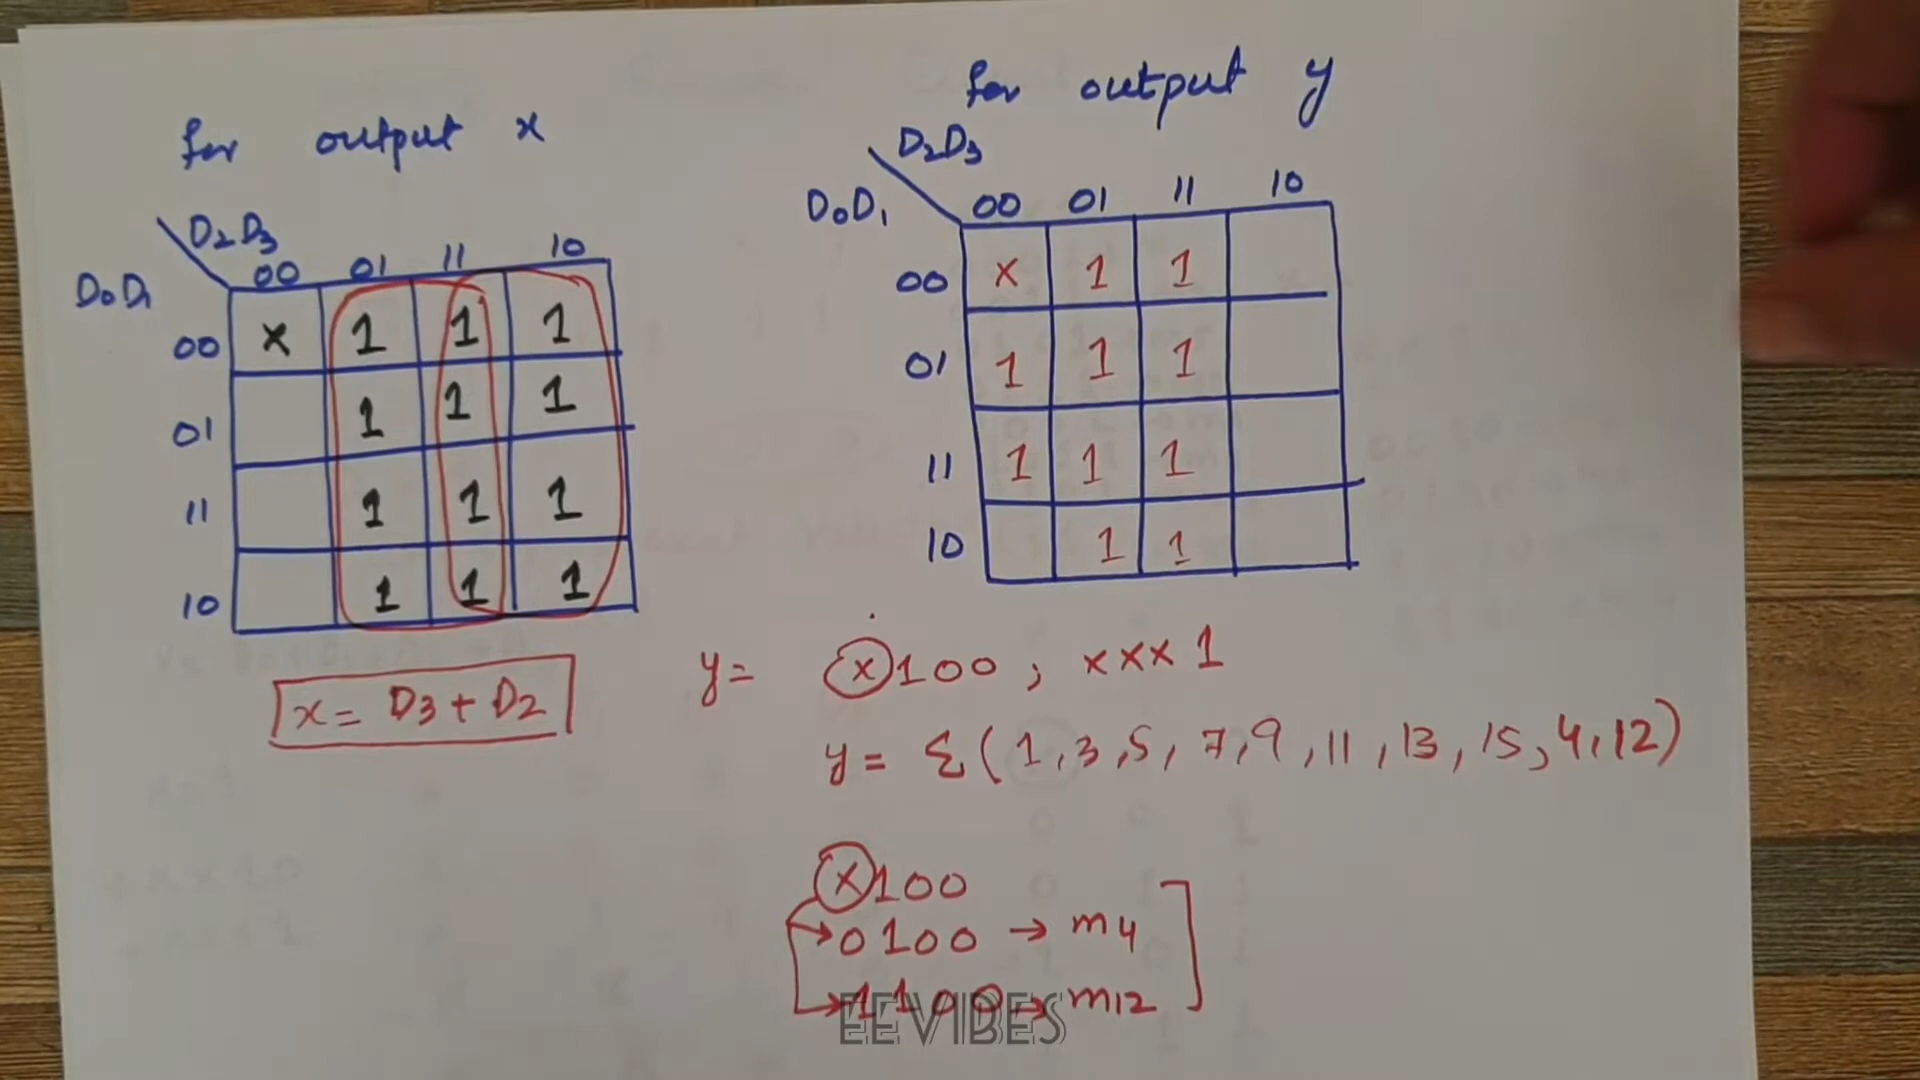 for output x
D2D3
00 01 11 10
D0D1
00 x 1 1 1
01 1 1 1
11 1 1 1
10 1 1 1
x = D3 + D2
for output y
D2D3
D0D1
00 01 11 10
00 x 1 1
01 1 1 1
11 1 1 1
10 1 1
y = x100 ; xxx1
y = Σ(1,3,5,7,9,11,13,15,4,12)
x100
→0100 → m4
→1100 → m12
EEVIBES